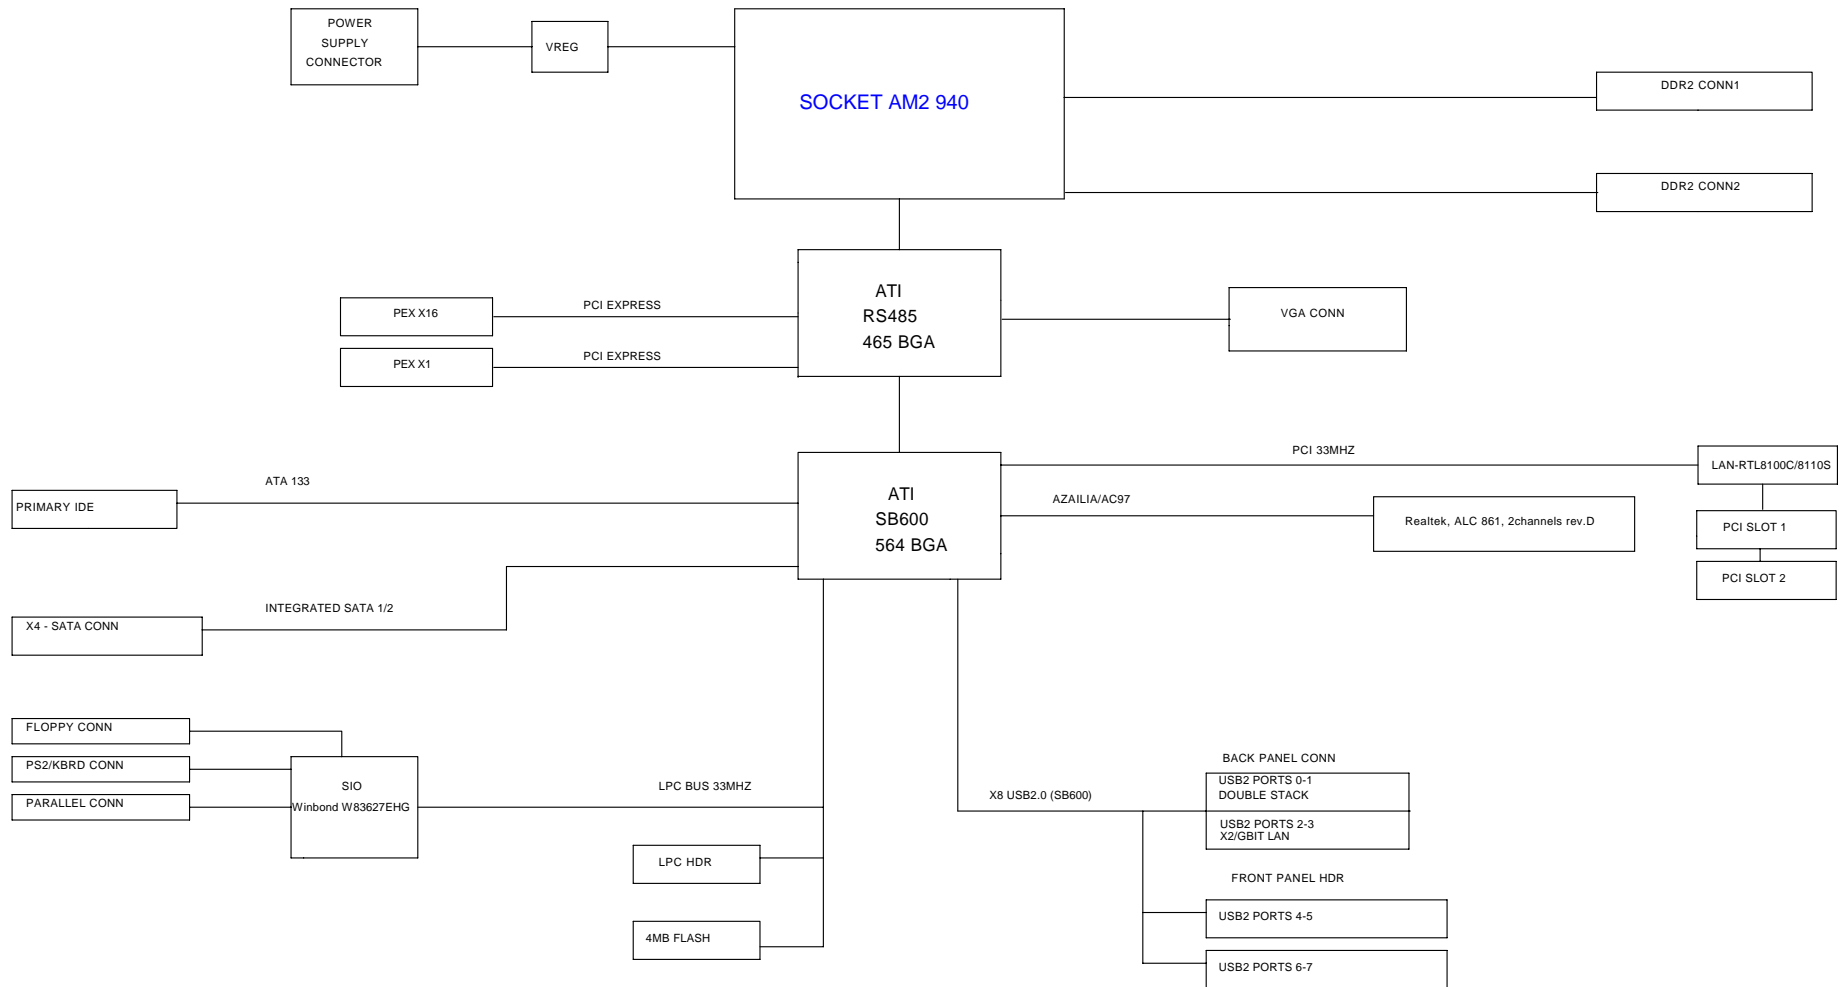 POWER
SUPPLY
CONNECTOR
VREG
SOCKET AM2 940
DDR2 CONN1
DDR2 CONN2
ATI
RS485
465 BGA
PEX X16
PCI EXPRESS
PEX X1
PCI EXPRESS
VGA CONN
ATI
SB600
564 BGA
PCI 33MHZ
LAN-RTL8100C/8110S
PCI SLOT 1
PCI SLOT 2
ATA 133
PRIMARY IDE
AZAILIA/AC97
Realtek, ALC 861, 2channels rev.D
INTEGRATED SATA 1/2
X4 - SATA CONN
FLOPPY CONN
PS2/KBRD CONN
PARALLEL CONN
SIO
Winbond W83627EHG
LPC BUS 33MHZ
LPC HDR
4MB FLASH
X8 USB2.0 (SB600)
BACK PANEL CONN
USB2 PORTS 0-1
DOUBLE STACK
USB2 PORTS 2-3
X2/GBIT LAN
FRONT PANEL HDR
USB2 PORTS 4-5
USB2 PORTS 6-7